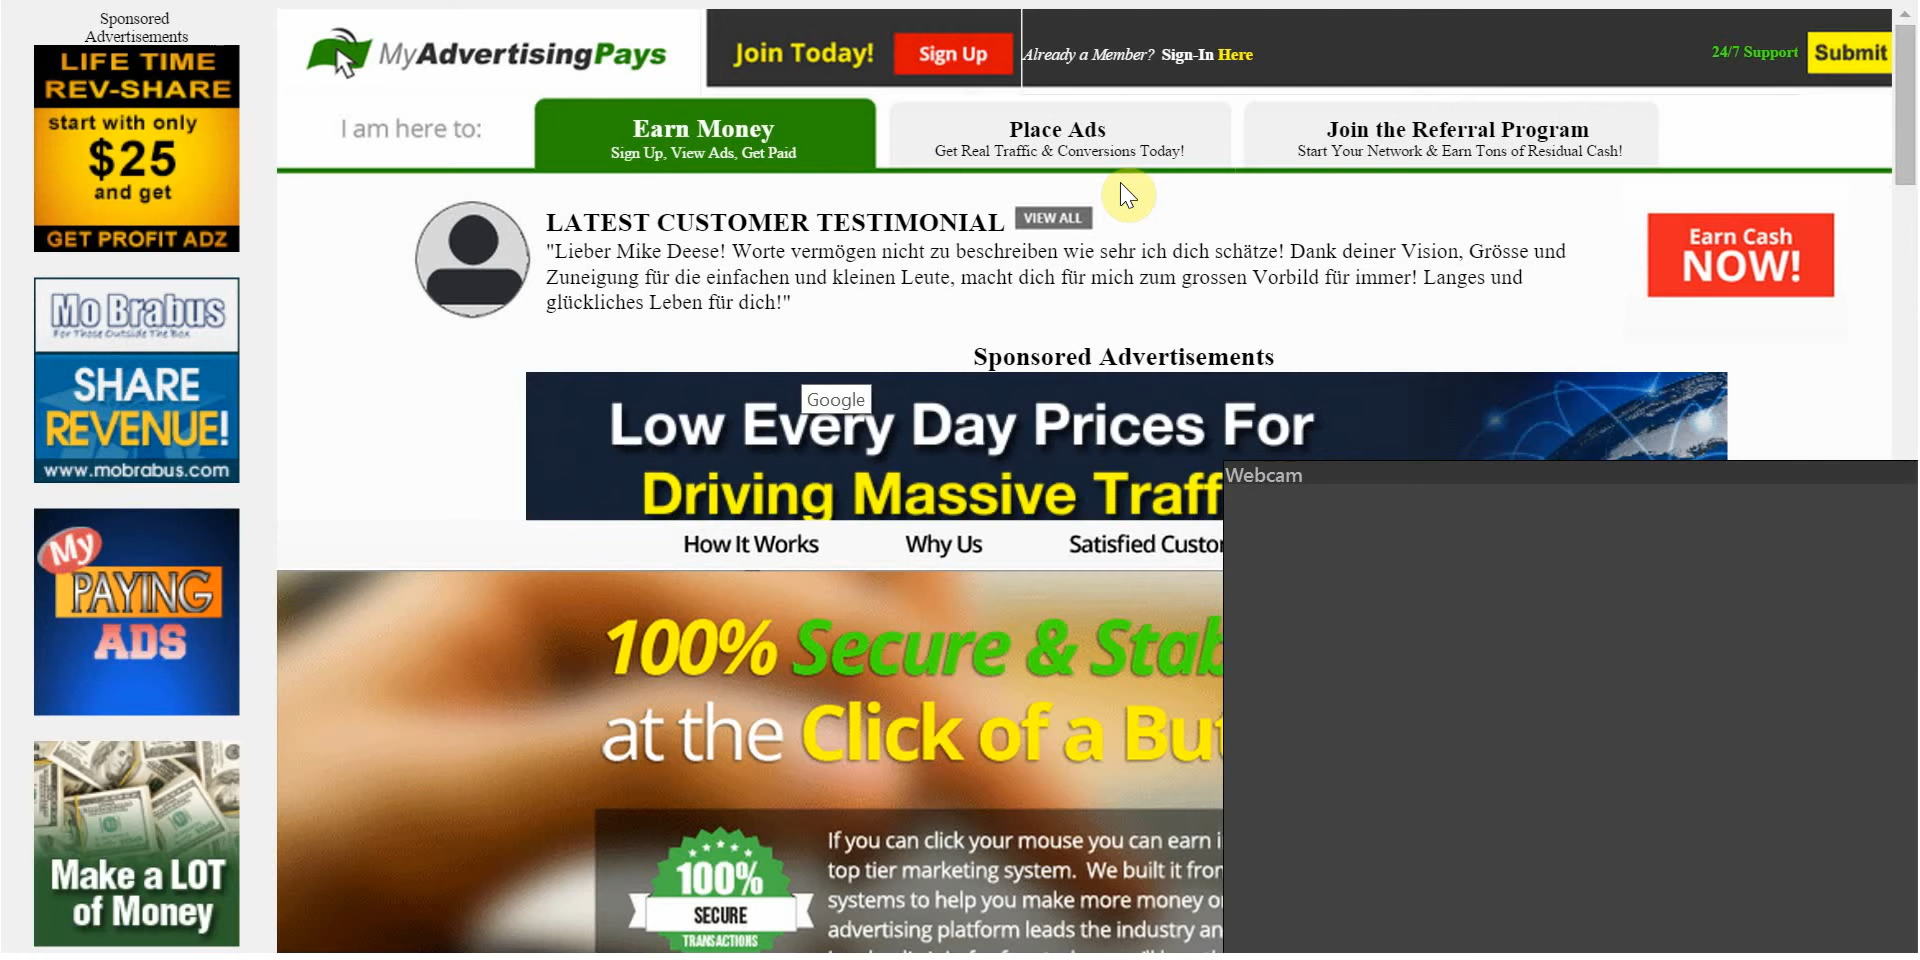 Sponsored
Advertisements
LIFE TIME
REV-SHARE
start with only
$25
and get
GET PROFIT ADZ
Mo Brabus
For Those Outside The Box
SHARE
REVENUE!
www.mobrabus.com
My
PAYING
ADS
Make a LOT
of Money
MyAdvertisingPays
Join Today!
Sign Up
Already a Member? Sign-In Here
24/7 Support
Submit
I am here to:
Earn Money
Sign Up, View Ads, Get Paid
Place Ads
Get Real Traffic & Conversions Today!
Join the Referral Program
Start Your Network & Earn Tons of Residual Cash!
LATEST CUSTOMER TESTIMONIAL
VIEW ALL
"Lieber Mike Deese! Worte vermögen nicht zu beschreiben wie sehr ich dich schätze! Dank deiner Vision, Grösse und
Zuneigung für die einfachen und kleinen Leute, macht dich für mich zum grossen Vorbild für immer! Langes und
glückliches Leben für dich!"
Earn Cash
NOW!
Sponsored Advertisements
Google
Low Every Day Prices For
Driving Massive Traff
Webcam
How It Works
Why Us
Satisfied Custo
100% Secure & Stab
at the Click of a But
100%
SECURE
TRANSACTIONS
If you can click your mouse you can earn i
top tier marketing system. We built it fro
systems to help you make more money o
advertising platform leads the industry an